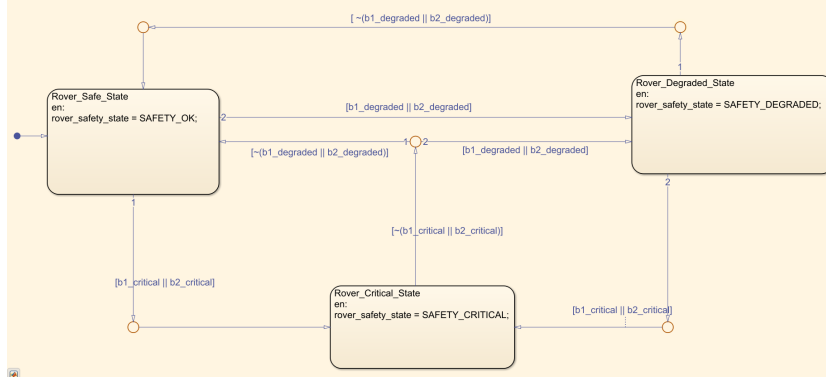 [ ~(b1_degraded || b2_degraded)]
1
Rover_Safe_State
en:
rover_safety_state = SAFETY_OK;
Rover_Degraded_State
en:
rover_safety_state = SAFETY_DEGRADED;
[b1_degraded || b2_degraded]
2
1
2
[~(b1_degraded || b2_degraded)]
[b1_degraded || b2_degraded]
2
1
[~(b1_critical || b2_critical)]
[b1_critical || b2_critical]
Rover_Critical_State
en:
rover_safety_state = SAFETY_CRITICAL;
[b1_critical || b2_critical]